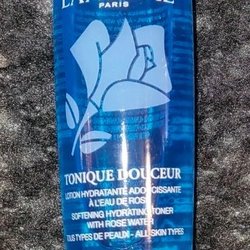 PARIS
TONIQUE DOUCEUR
LOTION HYDRATANTE ADOUCISSANTE
À L'EAU DE ROSE
SOFTENING HYDRATING TONER
WITH ROSE WATER
TOUS TYPES DE PEAU - ALL SKIN TYPES